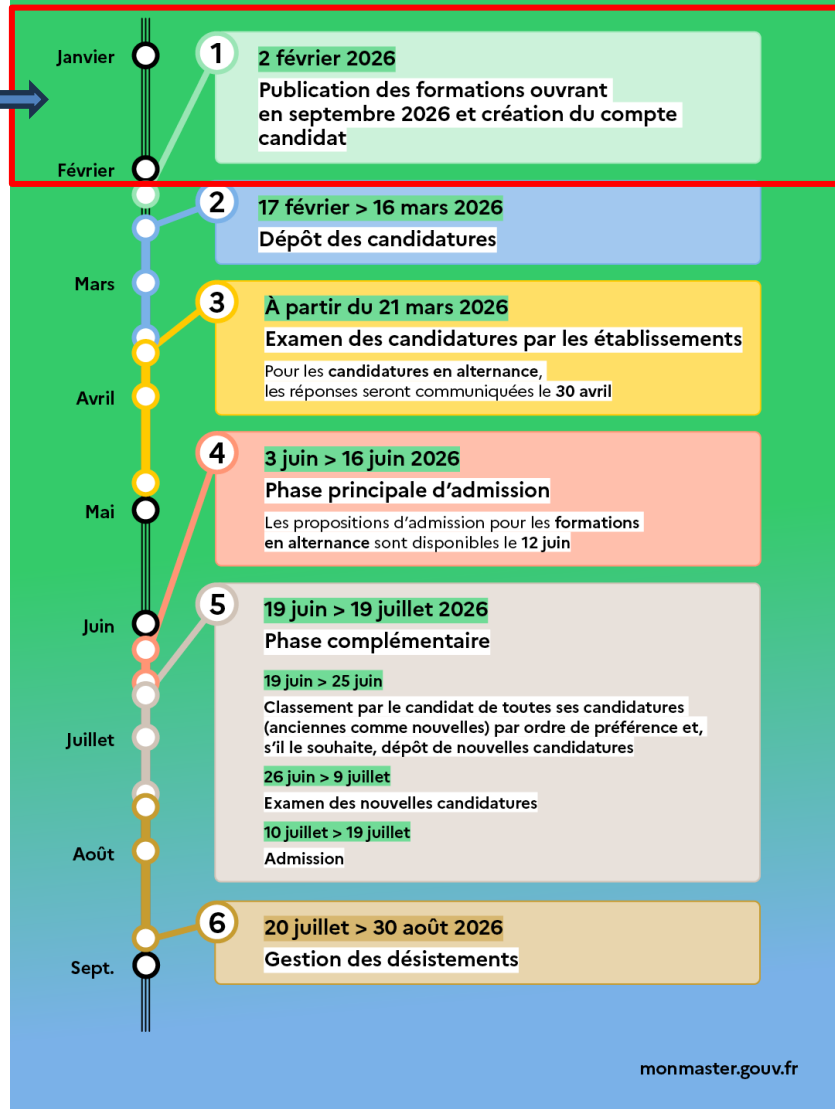 Janvier
1
2 février 2026
Publication des formations ouvrant
en septembre 2026 et création du compte
candidat
Février
2
17 février > 16 mars 2026
Dépôt des candidatures
Mars
3
À partir du 21 mars 2026
Examen des candidatures par les établissements
Pour les candidatures en alternance,
les réponses seront communiquées le 30 avril
Avril
4
3 juin > 16 juin 2026
Phase principale d’admission
Les propositions d’admission pour les formations
en alternance sont disponibles le 12 juin
Mai
5
19 juin > 19 juillet 2026
Phase complémentaire
Juin
19 juin > 25 juin
Classement par le candidat de toutes ses candidatures
(anciennes comme nouvelles) par ordre de préférence et,
s’il le souhaite, dépôt de nouvelles candidatures
Juillet
26 juin > 9 juillet
Examen des nouvelles candidatures
10 juillet > 19 juillet
Admission
Août
6
20 juillet > 30 août 2026
Gestion des désistements
Sept.
monmaster.gouv.fr